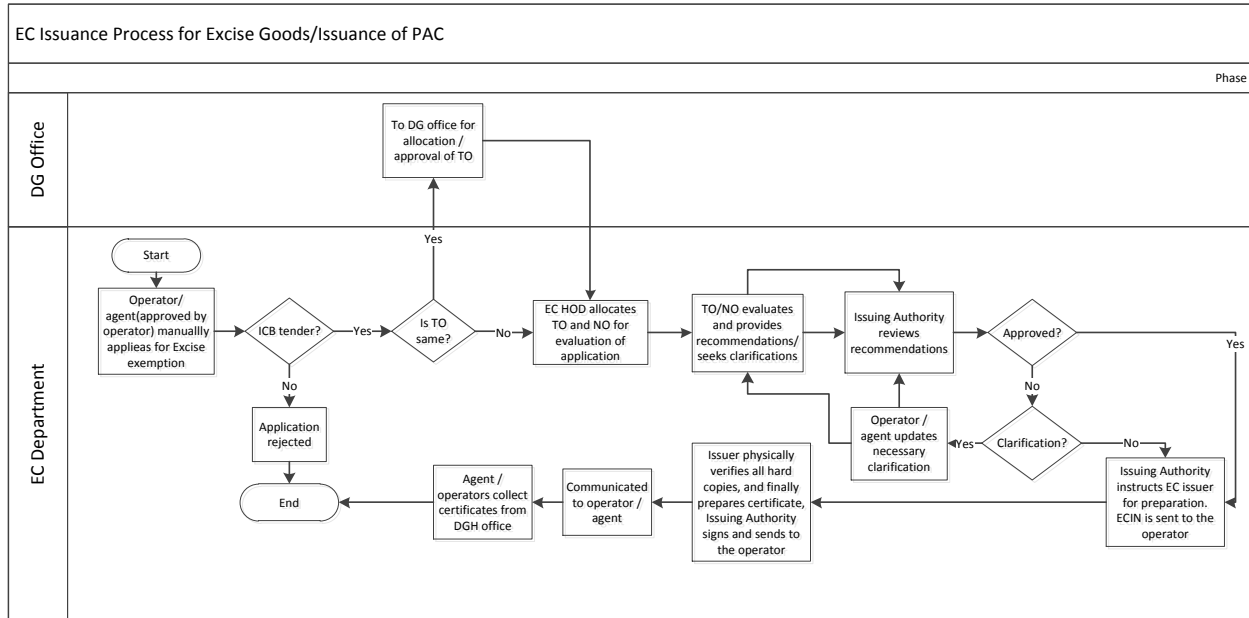 EC Issuance Process for Excise Goods/Issuance of PAC
Phase
DG Office
To DG office for
allocation /
approval of TO
EC Department
Start
Operator/
agent(approved by
operator) manuallly
applieas for Excise
exemption
ICB tender?
Yes
No
Application
rejected
End
Is TO
same?
Yes
No
EC HOD allocates
TO and NO for
evaluation of
application
TO/NO evaluates
and provides
recommendations/
seeks clarifications
Issuing Authority
reviews
recommendations
Approved?
Yes
No
Clarification?
Yes
No
Operator /
agent updates
necessary
clarification
Issuing Authority
instructs EC issuer
for preparation.
ECIN is sent to the
operator
Issuer physically
verifies all hard
copies, and finally
prepares certificate,
Issuing Authority
signs and sends to
the operator
Communicated
to operator /
agent
Agent /
operators collect
certificates from
DGH office